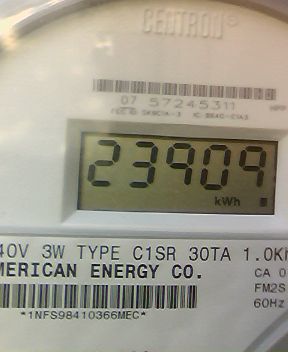 CENTRON®
07 57245311
23909
kWh
40V 3W TYPE C1SR 30TA 1.0Kh
MERICAN ENERGY CO.
CA 0
FM2S
60Hz
*1NFS98410366MEC*